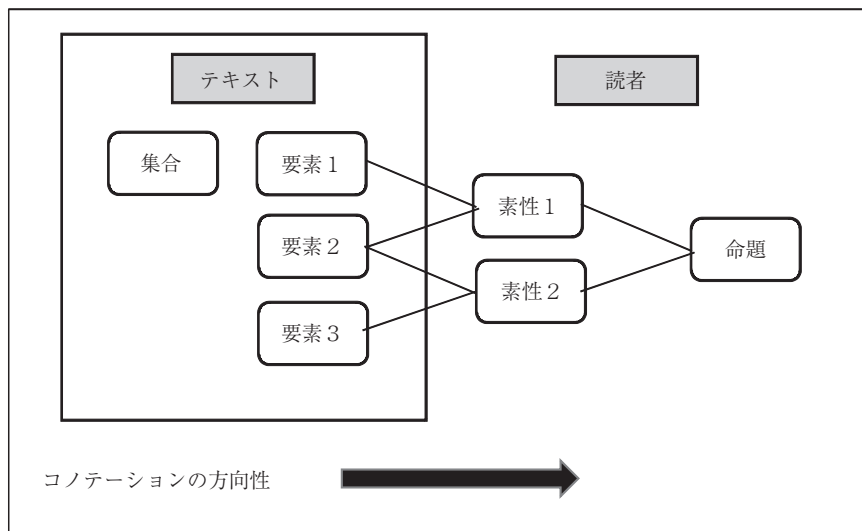 テキスト
読者
集合
要素１
要素２
要素３
素性１
素性２
命題
コノテーションの方向性